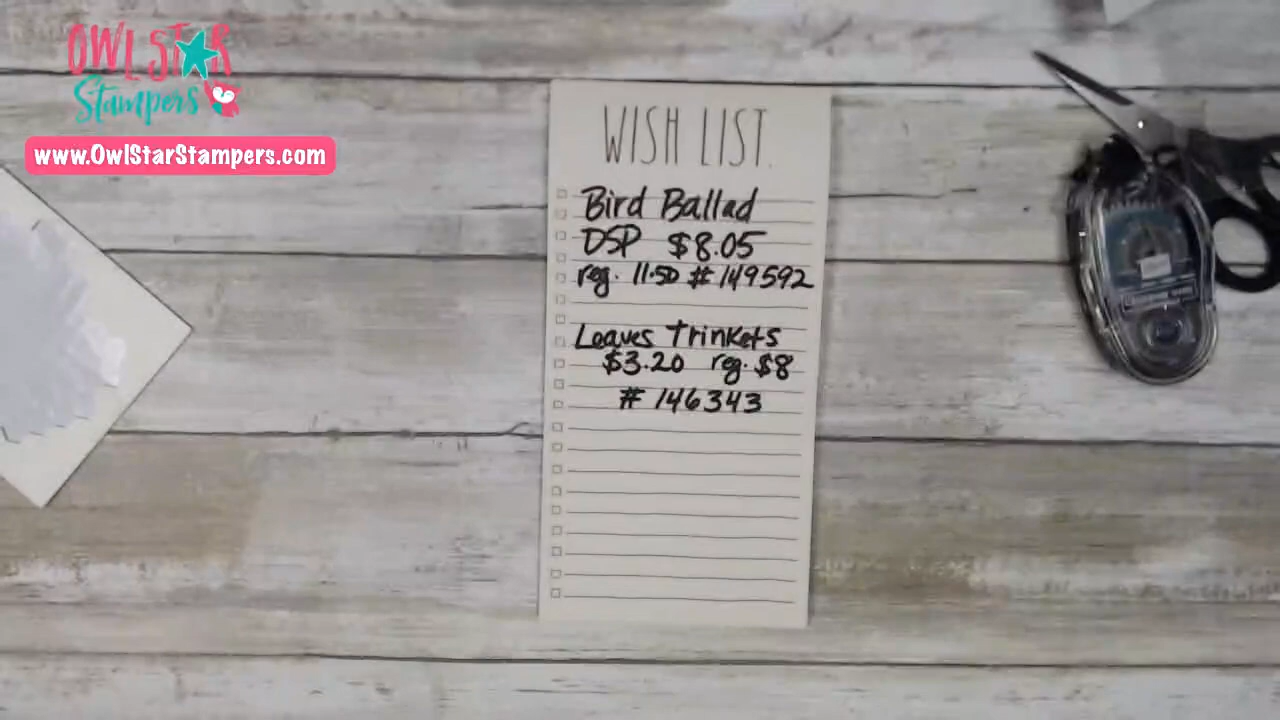 OWL STAR
Stampers
www.OwlStarStampers.com
WISH LIST.
Bird Ballad
DSP $8.05
reg. 11.50 # 149592
Leaves Trinkets
$3.20 reg. $8
# 146343